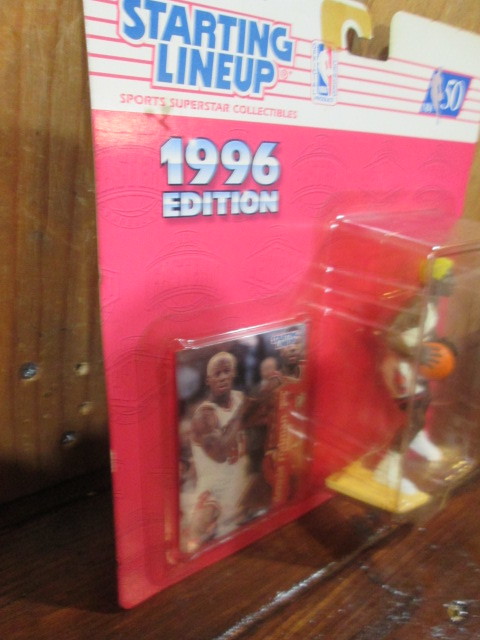 STARTING
LINEUP
SPORTS SUPERSTAR COLLECTIBLES
50
1996
EDITION